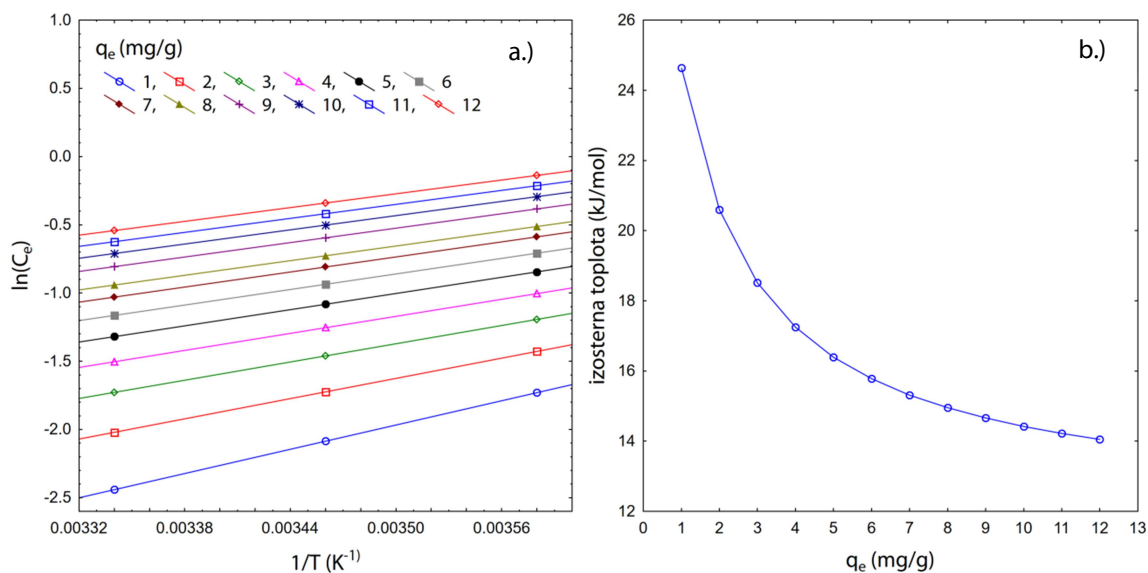 a.)
q_e (mg/g)
1, 2, 3, 4, 5, 6
7, 8, 9, 10, 11, 12
1.0
0.5
0.0
-0.5
-1.0
-1.5
-2.0
-2.5
ln(C_e)
0.00332 0.00338 0.00344 0.00350 0.00356
1/T (K⁻¹)
b.)
26
24
22
20
18
16
14
12
izosterna toplota (kJ/mol)
0 1 2 3 4 5 6 7 8 9 10 11 12 13
q_e (mg/g)